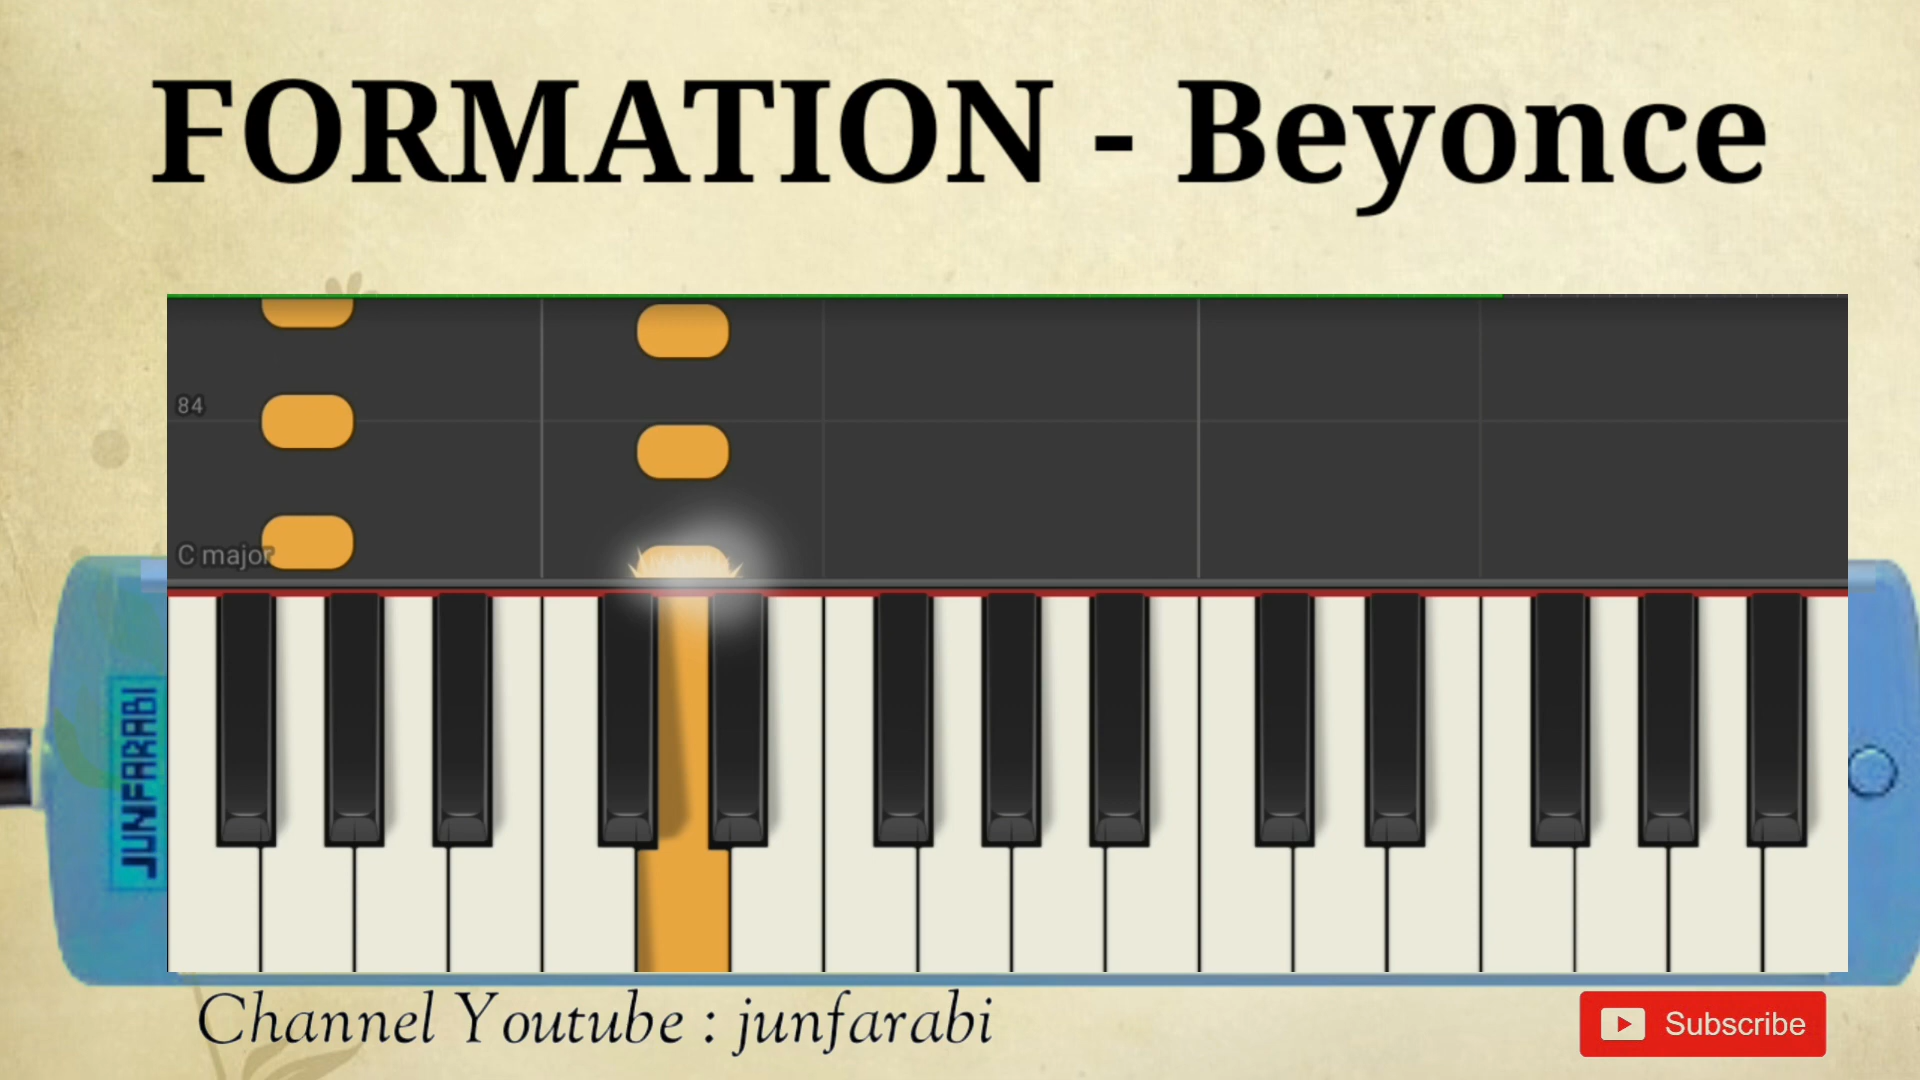 FORMATION - Beyonce
84
C major
JUNFARABI
Channel Youtube : junfarabi
Subscribe